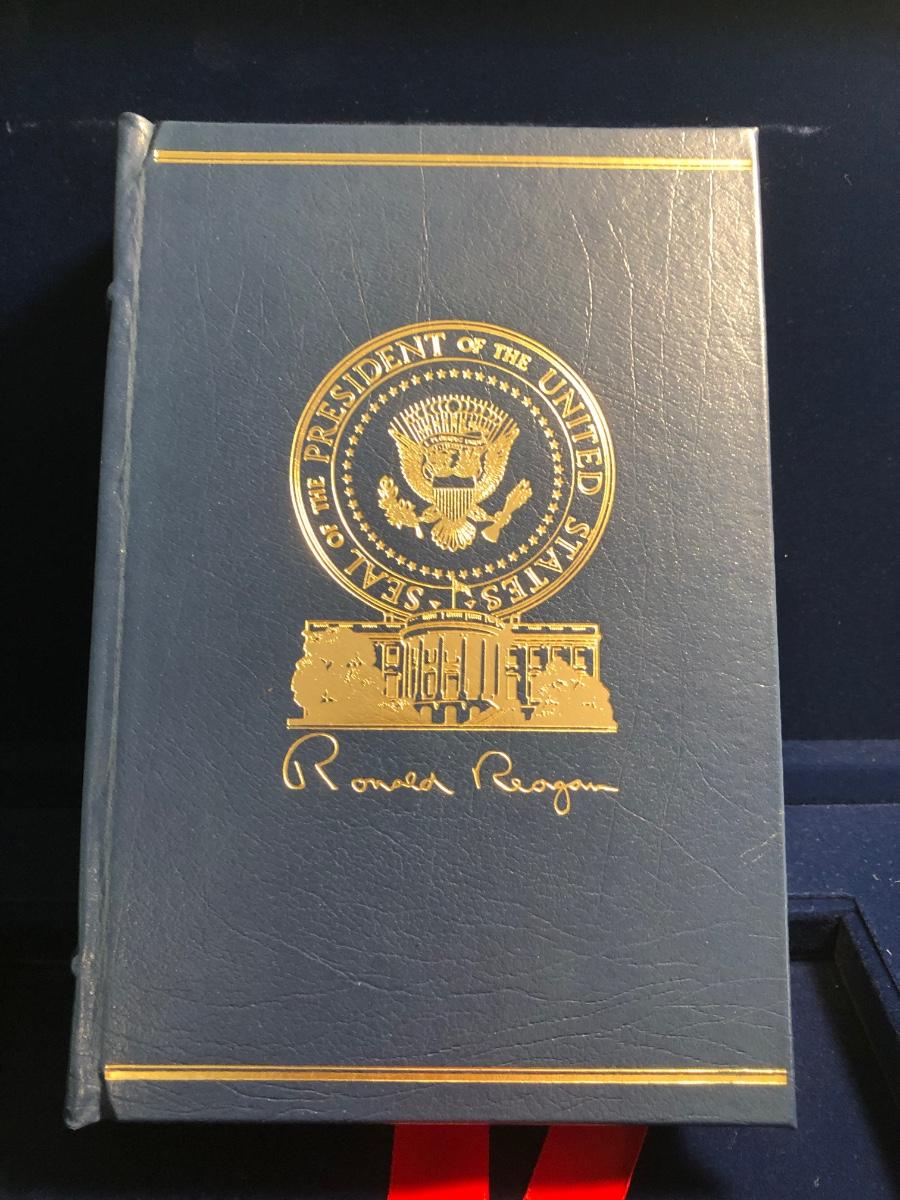 SEAL OF THE PRESIDENT OF THE UNITED STATES
Ronald Reagan